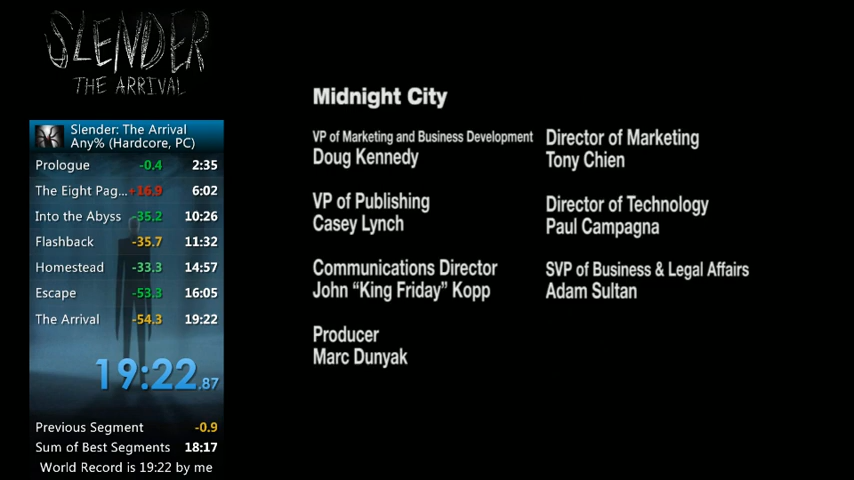 SLENDER
THE ARRIVAL
Slender: The Arrival
Any% (Hardcore, PC)
Prologue -0.4 2:35
The Eight Pag... +16.9 6:02
Into the Abyss -35.2 10:26
Flashback -35.7 11:32
Homestead -33.3 14:57
Escape -53.3 16:05
The Arrival -54.3 19:22
19:22.87
Previous Segment -0.9
Sum of Best Segments 18:17
World Record is 19:22 by me
Midnight City
VP of Marketing and Business Development
Doug Kennedy
Director of Marketing
Tony Chien
VP of Publishing
Casey Lynch
Director of Technology
Paul Campagna
Communications Director
John “King Friday” Kopp
SVP of Business & Legal Affairs
Adam Sultan
Producer
Marc Dunyak